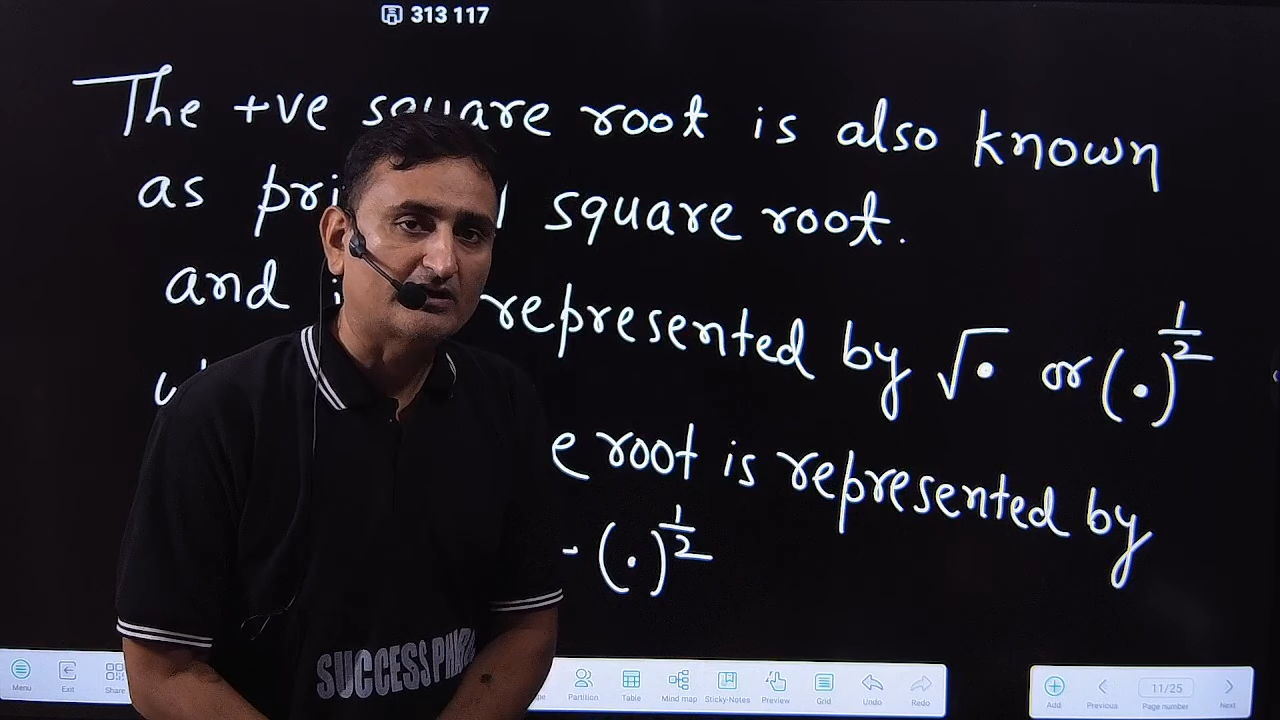 313 117
The +ve square root is also known
as square root.
and represented by √• or (•)^1/2
root is represented by
-(•)^1/2
SUCCESS
Menu Exit Share Partition Table Mind map Sticky-Notes Preview Grid Undo Redo Add Previous 11/25 Page number Next